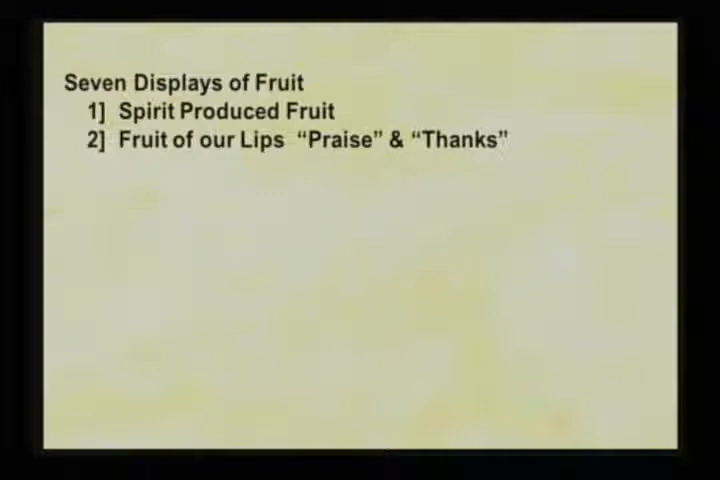 Seven Displays of Fruit
1] Spirit Produced Fruit
2] Fruit of our Lips “Praise” & “Thanks”